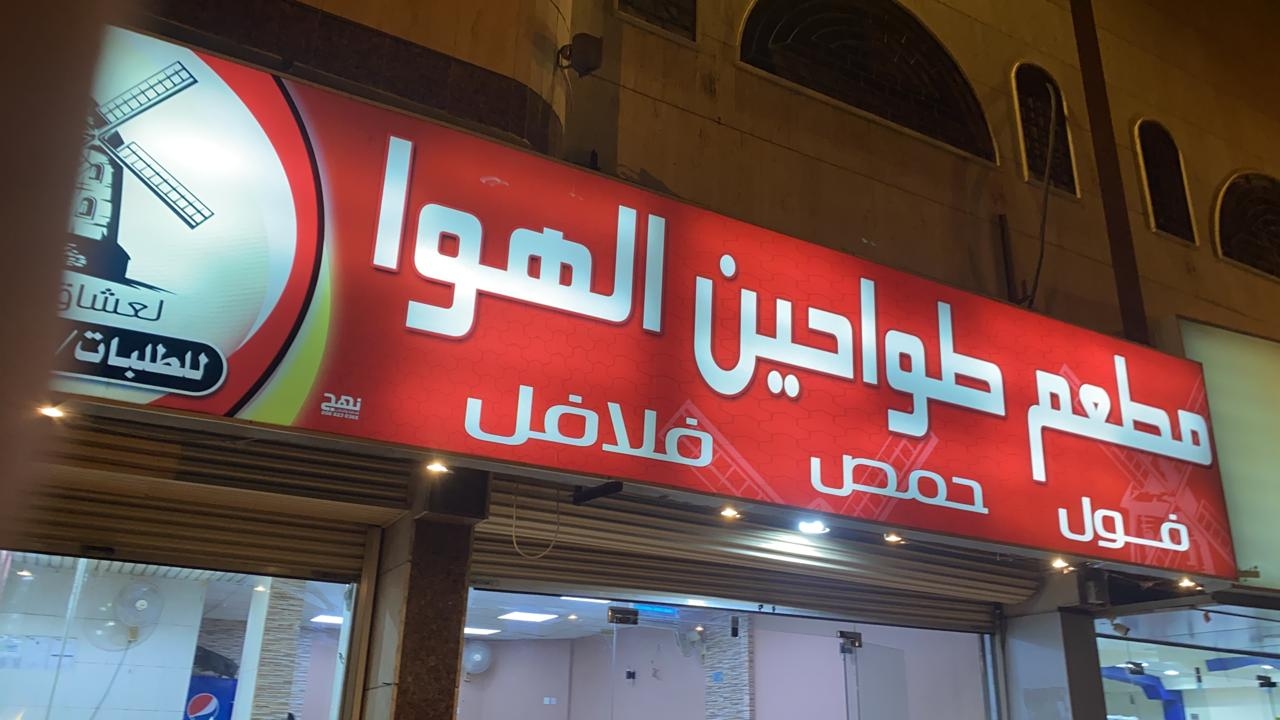 مطعم طواحين الهوا
فول حمص فلافل
لعشاق
للطلبات/
نهج